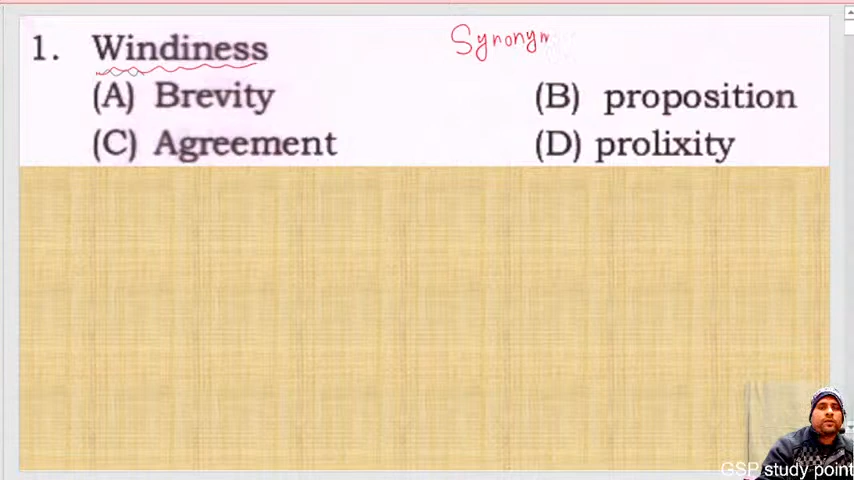 1. Windiness
Synonym
(A) Brevity (B) proposition
(C) Agreement (D) prolixity
GSP study point